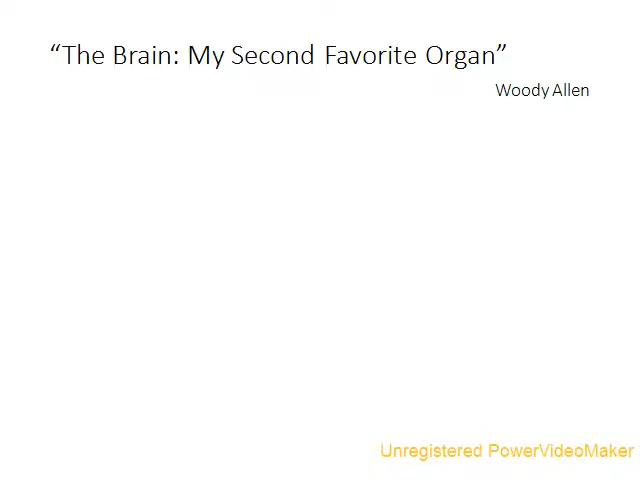 “The Brain: My Second Favorite Organ”
Woody Allen
Unregistered PowerVideoMaker